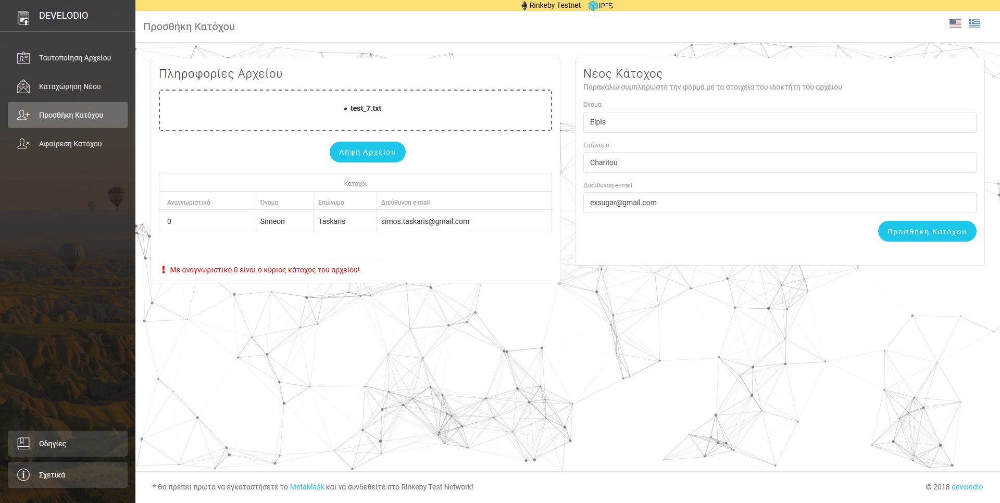 Rinkeby Testnet IPFS
DEVELODIO
Ταυτοποίηση Αρχείου
Καταχώρηση Νέου
Προσθήκη Κατόχου
Αφαίρεση Κατόχου
Οδηγίες
Σχετικά
Προσθήκη Κατόχου
Πληροφορίες Αρχείου
• test_7.txt
Λήψη Αρχείου
Κάτοχοι
Αναγνωριστικό Όνομα Επώνυμο Διεύθυνση e-mail
0 Simeon Taskaris simos.taskaris@gmail.com
Με αναγνωριστικό 0 είναι ο κύριος κάτοχος του αρχείου!
Νέος Κάτοχος
Παρακαλώ συμπληρώστε την φόρμα με τα στοιχεία του ιδοκτήτη του αρχείου
Όνομα
Elpis
Επώνυμο
Charitou
Διεύθυνση e-mail
exsugar@gmail.com
Προσθήκη Κατόχου
* Θα πρέπει πρώτα να εγκαταστήσετε το MetaMask και να συνδεθείτε στο Rinkeby Test Network!
© 2018 develodio